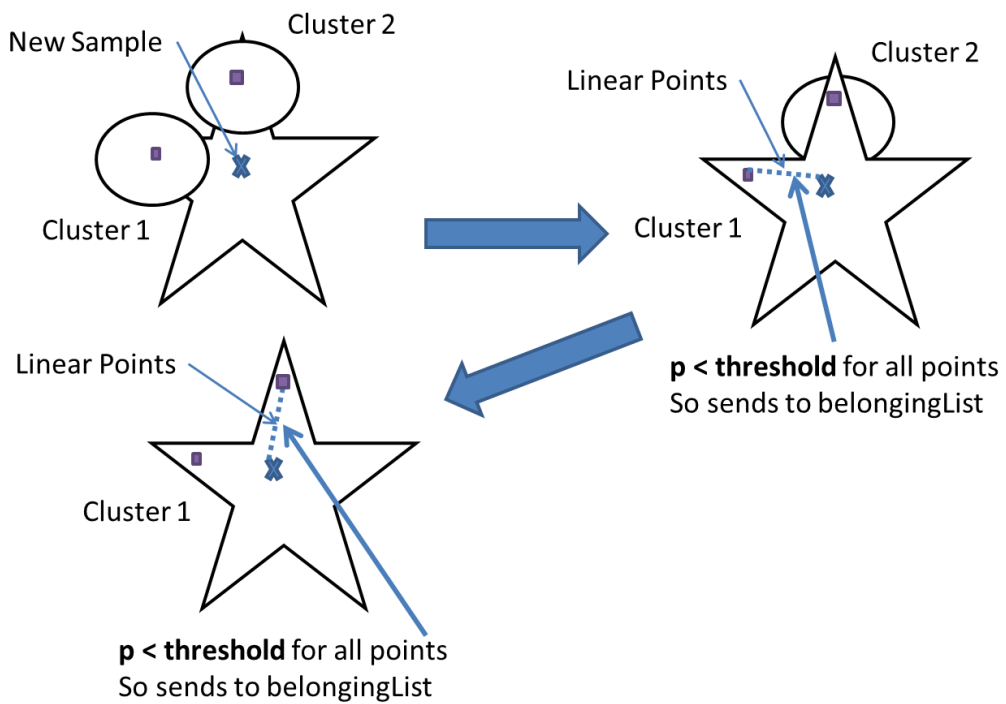 New Sample
Cluster 2
Cluster 1
Cluster 2
Linear Points
Cluster 1
p < threshold for all points
So sends to belongingList
Linear Points
Cluster 1
p < threshold for all points
So sends to belongingList